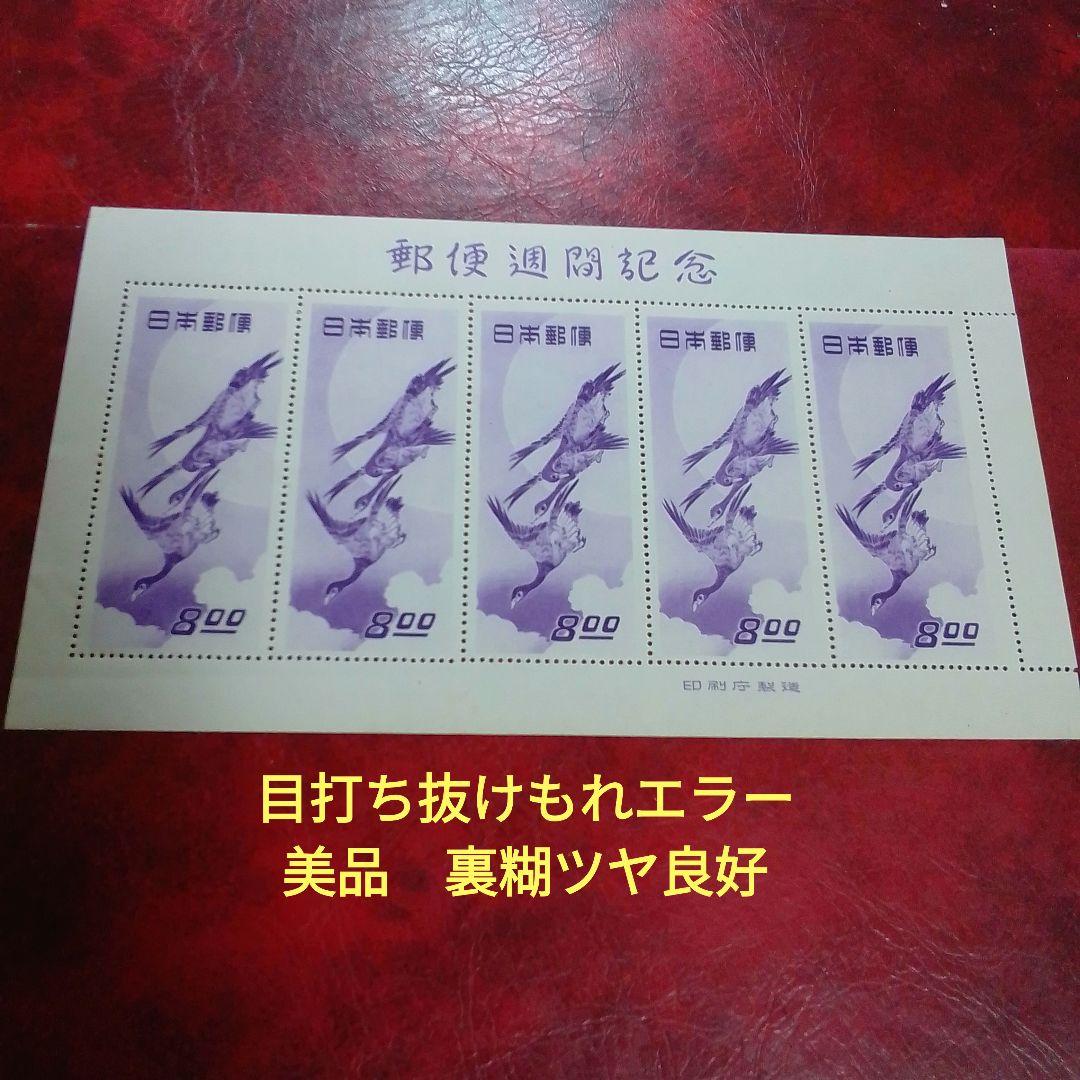 郵便週間記念
日本郵便 日本郵便 日本郵便 日本郵便 日本郵便
8.00 8.00 8.00 8.00 8.00
印刷庁製造
目打ち抜けもれエラー
美品 裏糊ツヤ良好